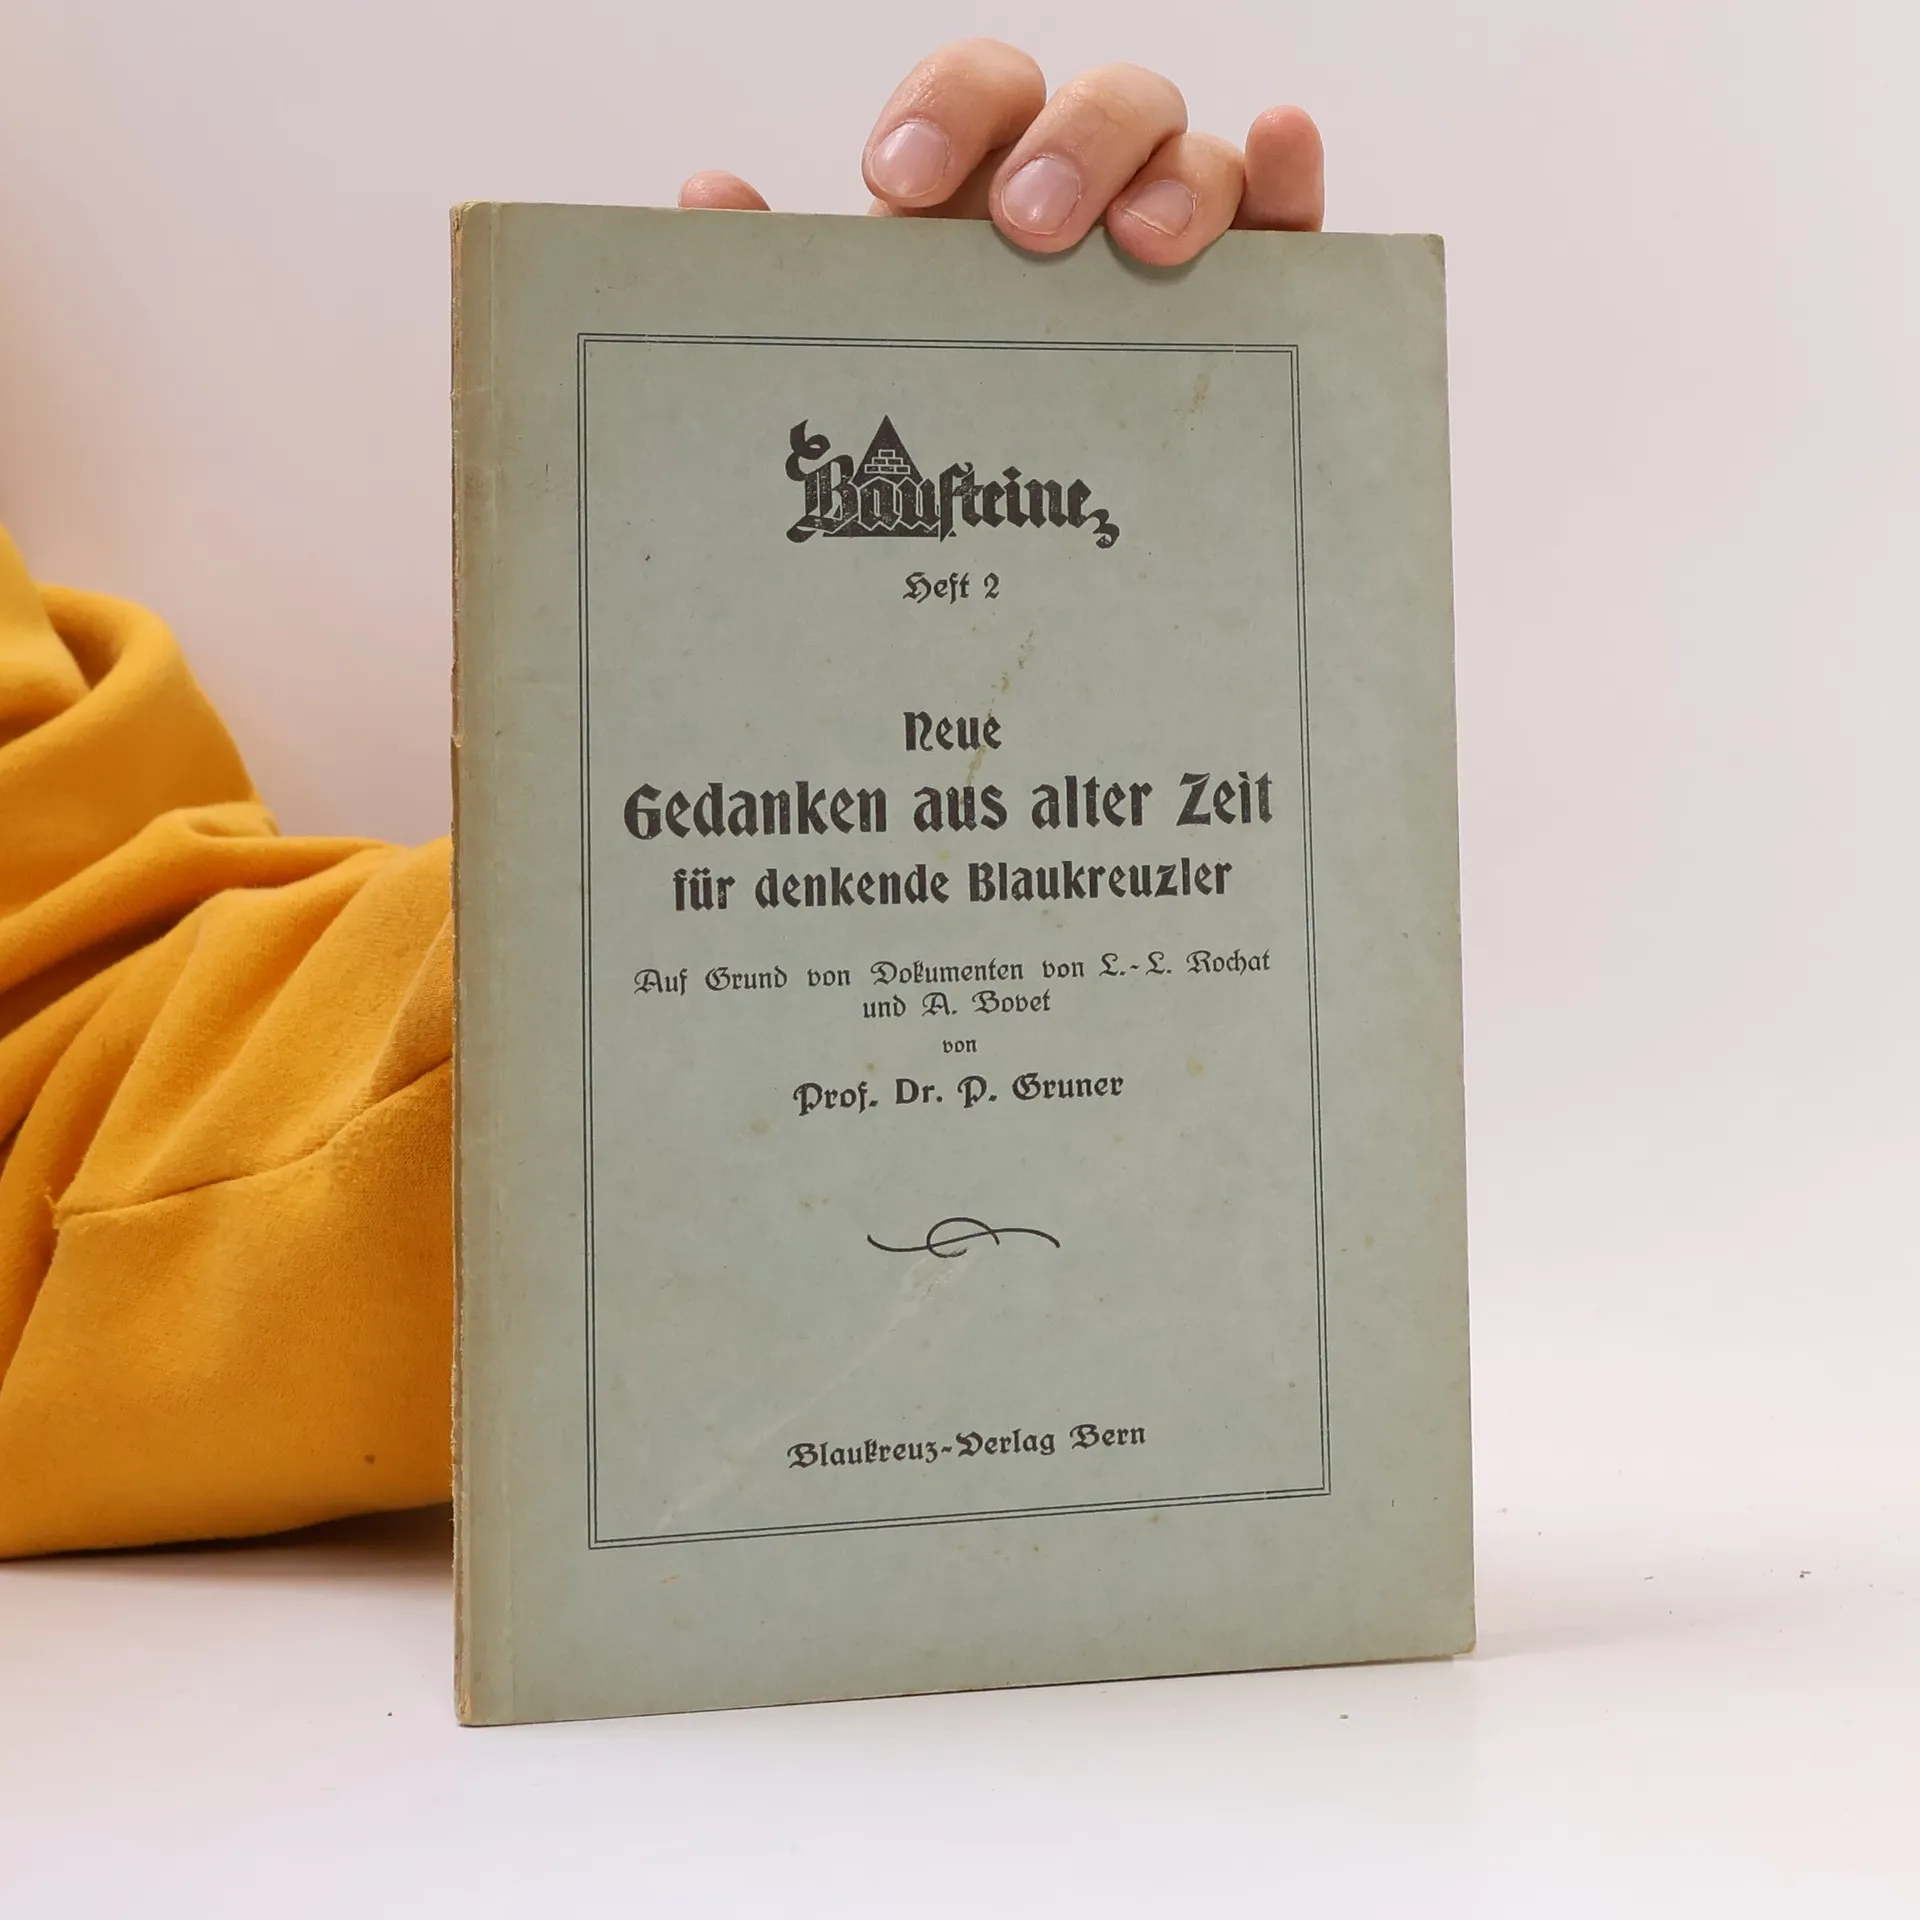 Bausteine
Heft 2
Neue
Gedanken aus alter Zeit
für denkende Blaukreuzler
Auf Grund von Dokumenten von L.-L. Rochat
und A. Bovet
von
Prof. Dr. P. Gruner
Blaukreuz-Verlag Bern